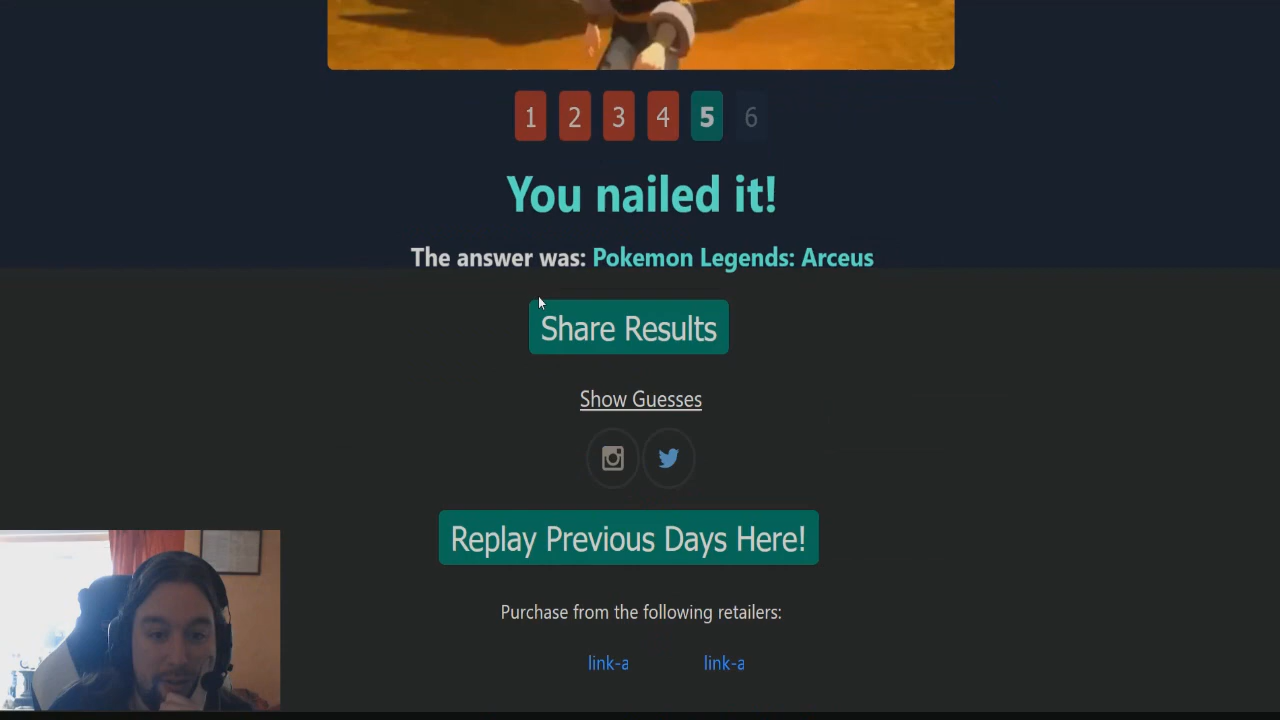 1 2 3 4 5 6
You nailed it!
The answer was: Pokemon Legends: Arceus
Share Results
Show Guesses
Replay Previous Days Here!
Purchase from the following retailers:
link-a link-a